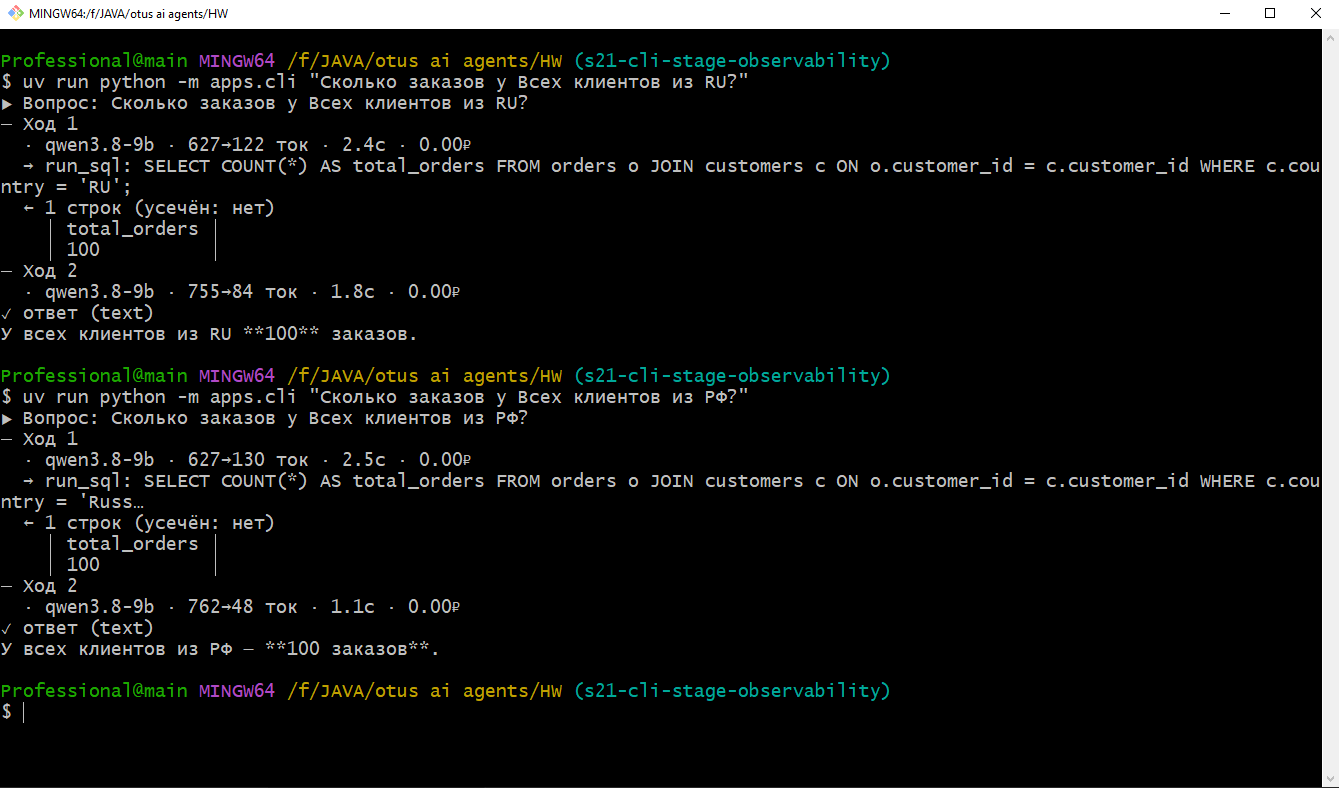 MINGW64:/f/JAVA/otus ai agents/HW
Professional@main MINGW64 /f/JAVA/otus ai agents/HW (s21-cli-stage-observability)
$ uv run python -m apps.cli "Сколько заказов у Всех клиентов из RU?"
▶ Вопрос: Сколько заказов у Всех клиентов из RU?
— Ход 1
· qwen3.8-9b · 627→122 ток · 2.4с · 0.00₽
→ run_sql: SELECT COUNT(*) AS total_orders FROM orders o JOIN customers c ON o.customer_id = c.customer_id WHERE c.cou
ntry = 'RU';
← 1 строк (усечён: нет)
│ total_orders │
│ 100 │
— Ход 2
· qwen3.8-9b · 755→84 ток · 1.8с · 0.00₽
✓ ответ (text)
У всех клиентов из RU **100** заказов.
Professional@main MINGW64 /f/JAVA/otus ai agents/HW (s21-cli-stage-observability)
$ uv run python -m apps.cli "Сколько заказов у Всех клиентов из РФ?"
▶ Вопрос: Сколько заказов у Всех клиентов из РФ?
— Ход 1
· qwen3.8-9b · 627→130 ток · 2.5с · 0.00₽
→ run_sql: SELECT COUNT(*) AS total_orders FROM orders o JOIN customers c ON o.customer_id = c.customer_id WHERE c.cou
ntry = 'Russ…
← 1 строк (усечён: нет)
│ total_orders │
│ 100 │
— Ход 2
· qwen3.8-9b · 762→48 ток · 1.1с · 0.00₽
✓ ответ (text)
У всех клиентов из РФ — **100 заказов**.
Professional@main MINGW64 /f/JAVA/otus ai agents/HW (s21-cli-stage-observability)
$